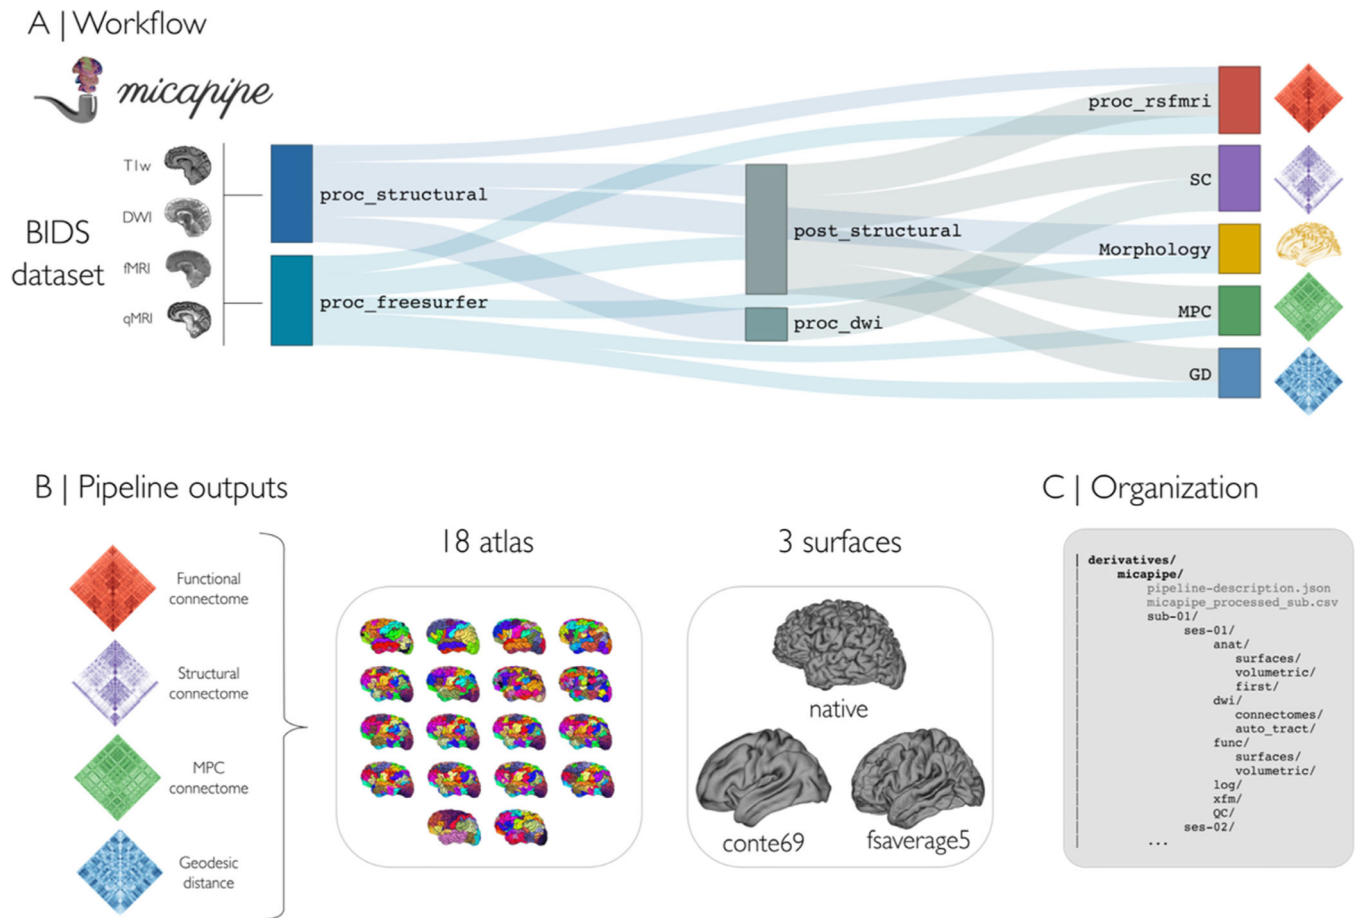 A | Workflow
micapipe
BIDS
dataset
T1w
DWI
fMRI
qMRI
proc_structural
proc_freesurfer
post_structural
proc_dwi
proc_rsfmri
SC
Morphology
MPC
GD
B | Pipeline outputs
Functional
connectome
Structural
connectome
MPC
connectome
Geodesic
distance
18 atlas
3 surfaces
native
conte69
fsaverage5
C | Organization
derivatives/
micapipe/
pipeline-description.json
micapipe_processed_sub.csv
sub-01/
ses-01/
anat/
surfaces/
volumetric/
first/
dwi/
connectomes/
auto_tract/
func/
surfaces/
volumetric/
log/
xfm/
QC/
ses-02/
...